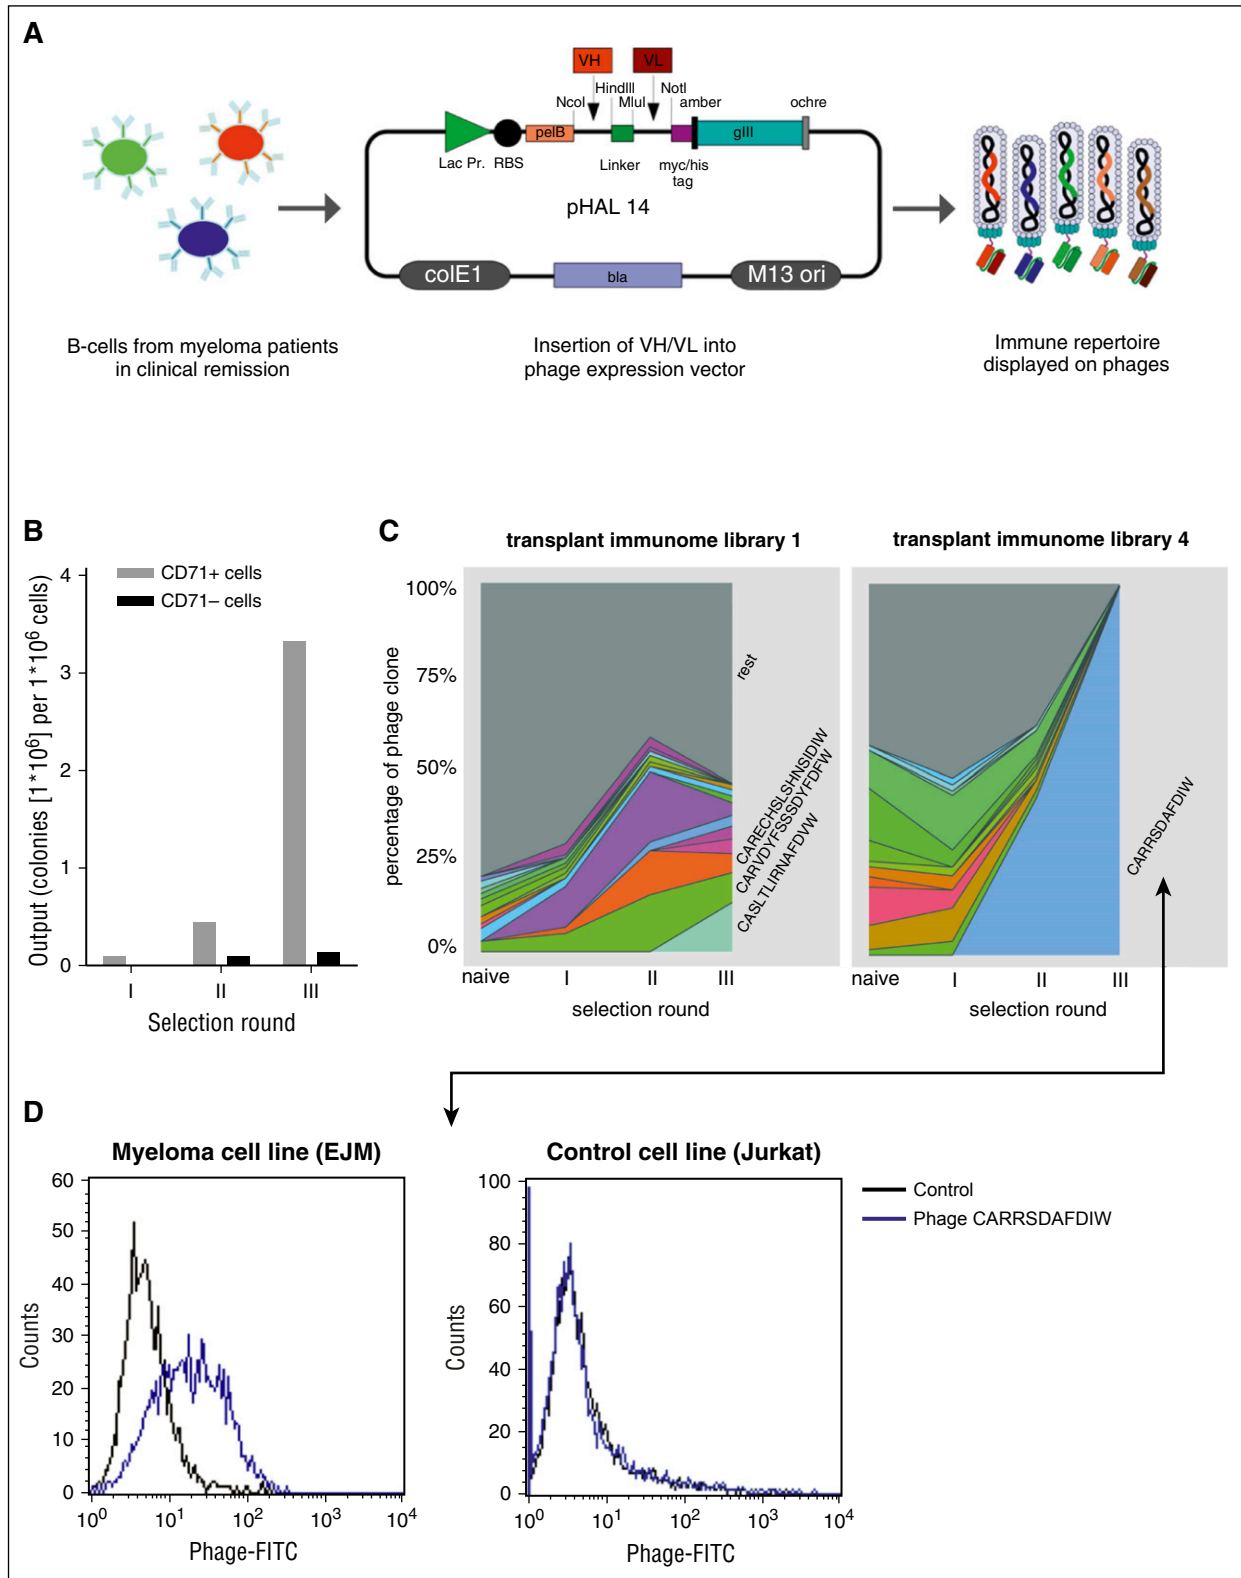 A
VH
VL
HindIII
NotI
NcoI
MluI
amber
ochre
pelB
gIII
Lac Pr.
RBS
Linker
myc/his
tag
pHAL 14
colE1
bla
M13 ori
B-cells from myeloma patients
in clinical remission
Insertion of VH/VL into
phage expression vector
Immune repertoire
displayed on phages
B
CD71+ cells
CD71– cells
Output (colonies [1*10^6] per 1*10^6 cells)
4
3
2
1
0
I
II
III
Selection round
C
transplant immunome library 1
transplant immunome library 4
percentage of phage clone
100%
75%
50%
25%
0%
rest
CARECHSLSHNSIDIW
CARVDYFSSSDYFDFW
CASLTLIRNAFDVW
CARRSDAFDIW
naive
I
II
III
selection round
naive
I
II
III
selection round
D
Myeloma cell line (EJM)
Counts
60
50
40
30
20
10
0
10^0
10^1
10^2
10^3
10^4
Phage-FITC
Control cell line (Jurkat)
Counts
100
80
60
40
20
0
10^0
10^1
10^2
10^3
10^4
Phage-FITC
Control
Phage CARRSDAFDIW